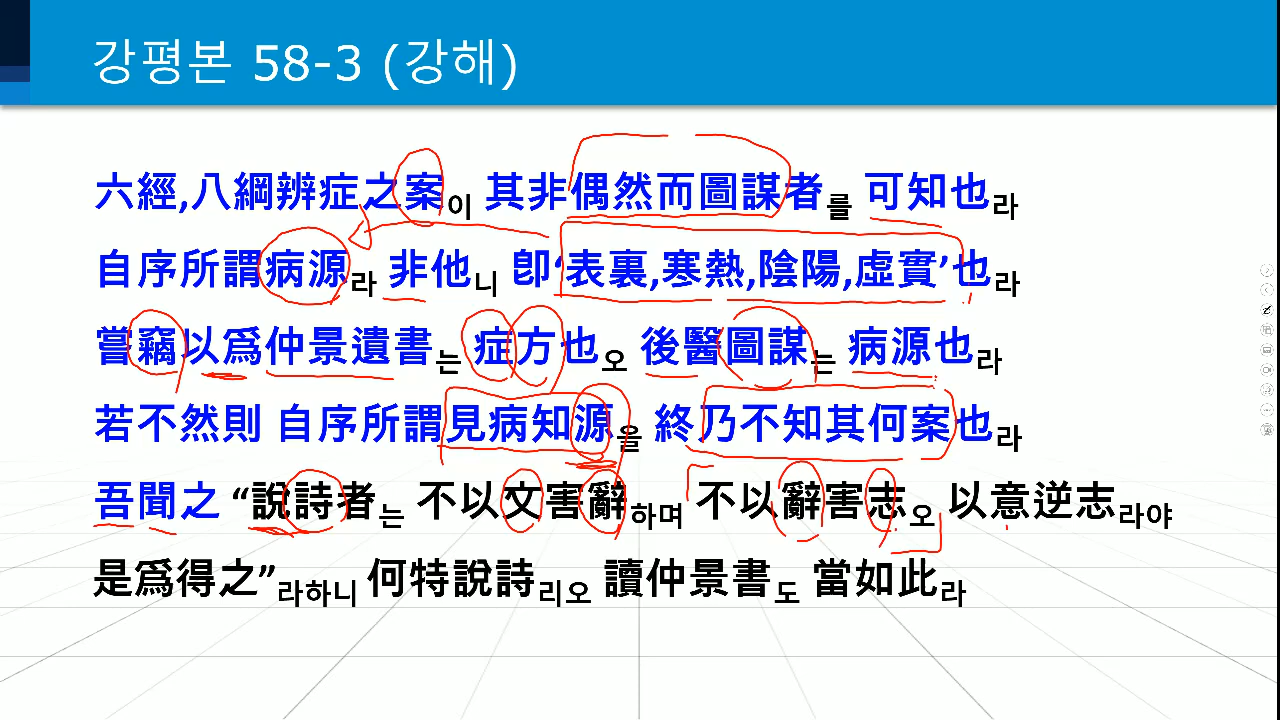 강평본 58-3 (강해)
六經,八綱辨症之案이 其非偶然而圖謀者를 可知也라
自序所謂病源라 非他니 卽‘表裏,寒熱,陰陽,虛實’也라
嘗竊以爲仲景遺書는 症方也오 後醫圖謀는 病源也라
若不然則 自序所謂見病知源을 終乃不知其何案也라
吾聞之 “說詩者는 不以文害辭하며 不以辭害志오 以意逆志라야
是爲得之”라하니 何特說詩리오 讀仲景書도 當如此라